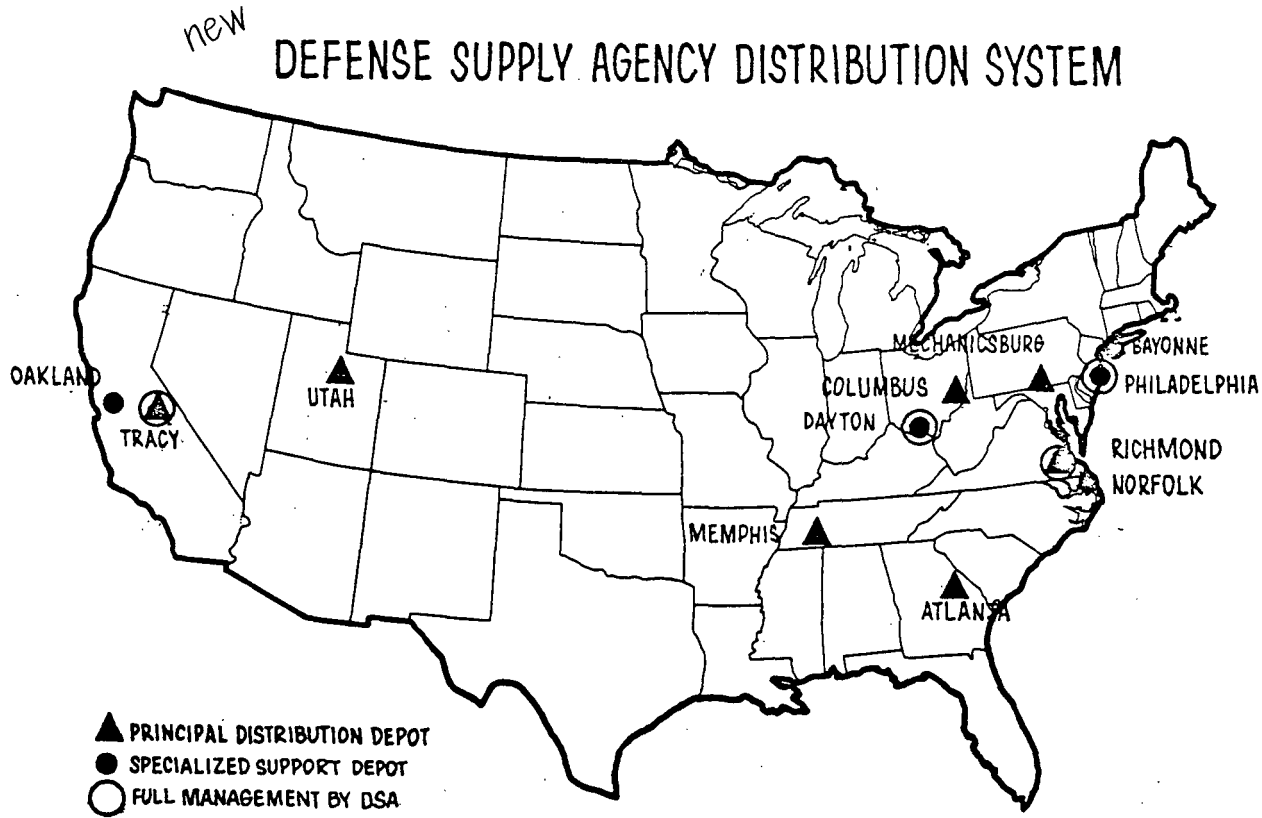 new
DEFENSE SUPPLY AGENCY DISTRIBUTION SYSTEM
MECHANICSBURG
BAYONNE
OAKLAND
UTAH
COLUMBUS
PHILADELPHIA
DAYTON
TRACY
RICHMOND
NORFOLK
MEMPHIS
ATLANTA
PRINCIPAL DISTRIBUTION DEPOT
SPECIALIZED SUPPORT DEPOT
FULL MANAGEMENT BY DSA